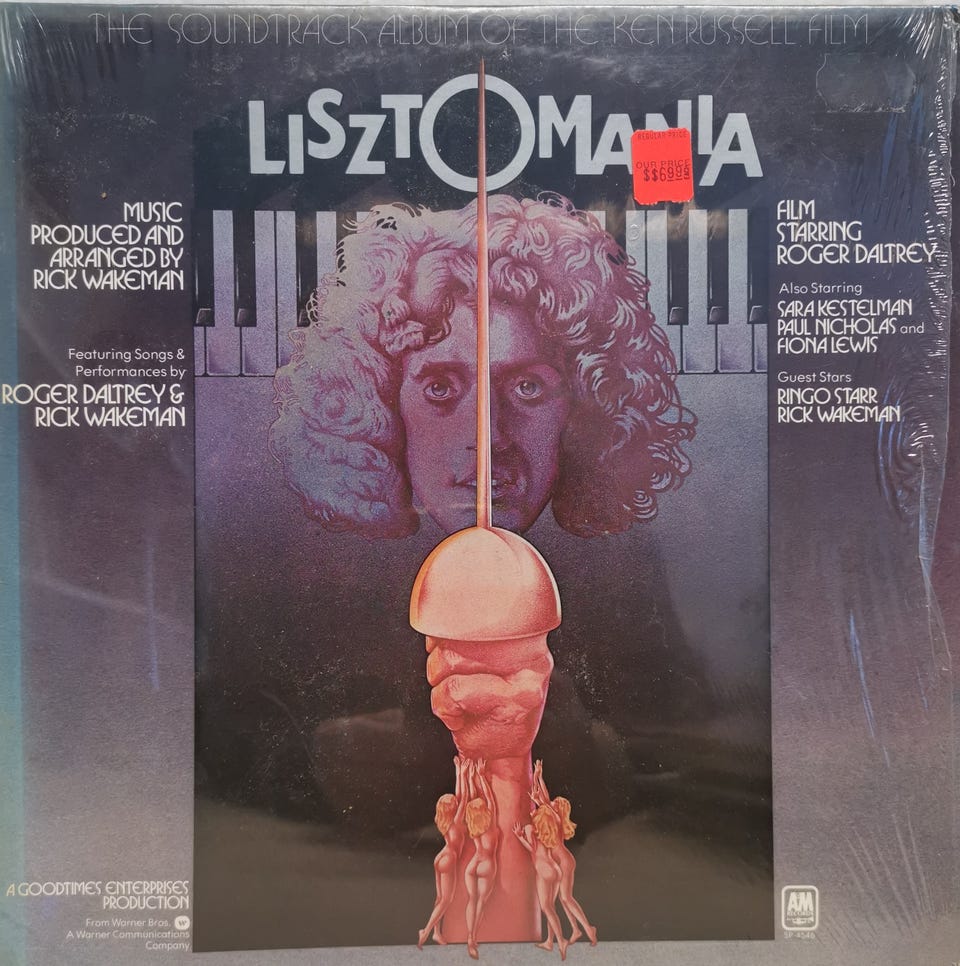 THE SOUNDTRACK ALBUM OF THE KEN RUSSELL FILM
LISZTOMANIA
REGULAR PRICE
OUR PRICE
MUSIC
PRODUCED AND
ARRANGED BY
RICK WAKEMAN
Featuring Songs &
Performances by
ROGER DALTREY &
RICK WAKEMAN
FILM
STARRING
ROGER DALTREY
Also Starring
SARA KESTELMAN
PAUL NICHOLAS and
FIONA LEWIS
Guest Stars
RINGO STARR
RICK WAKEMAN
A GOODTIMES ENTERPRISES
PRODUCTION
From Warner Bros.
A Warner Communications
Company
AM
RECORDS
SP-4546